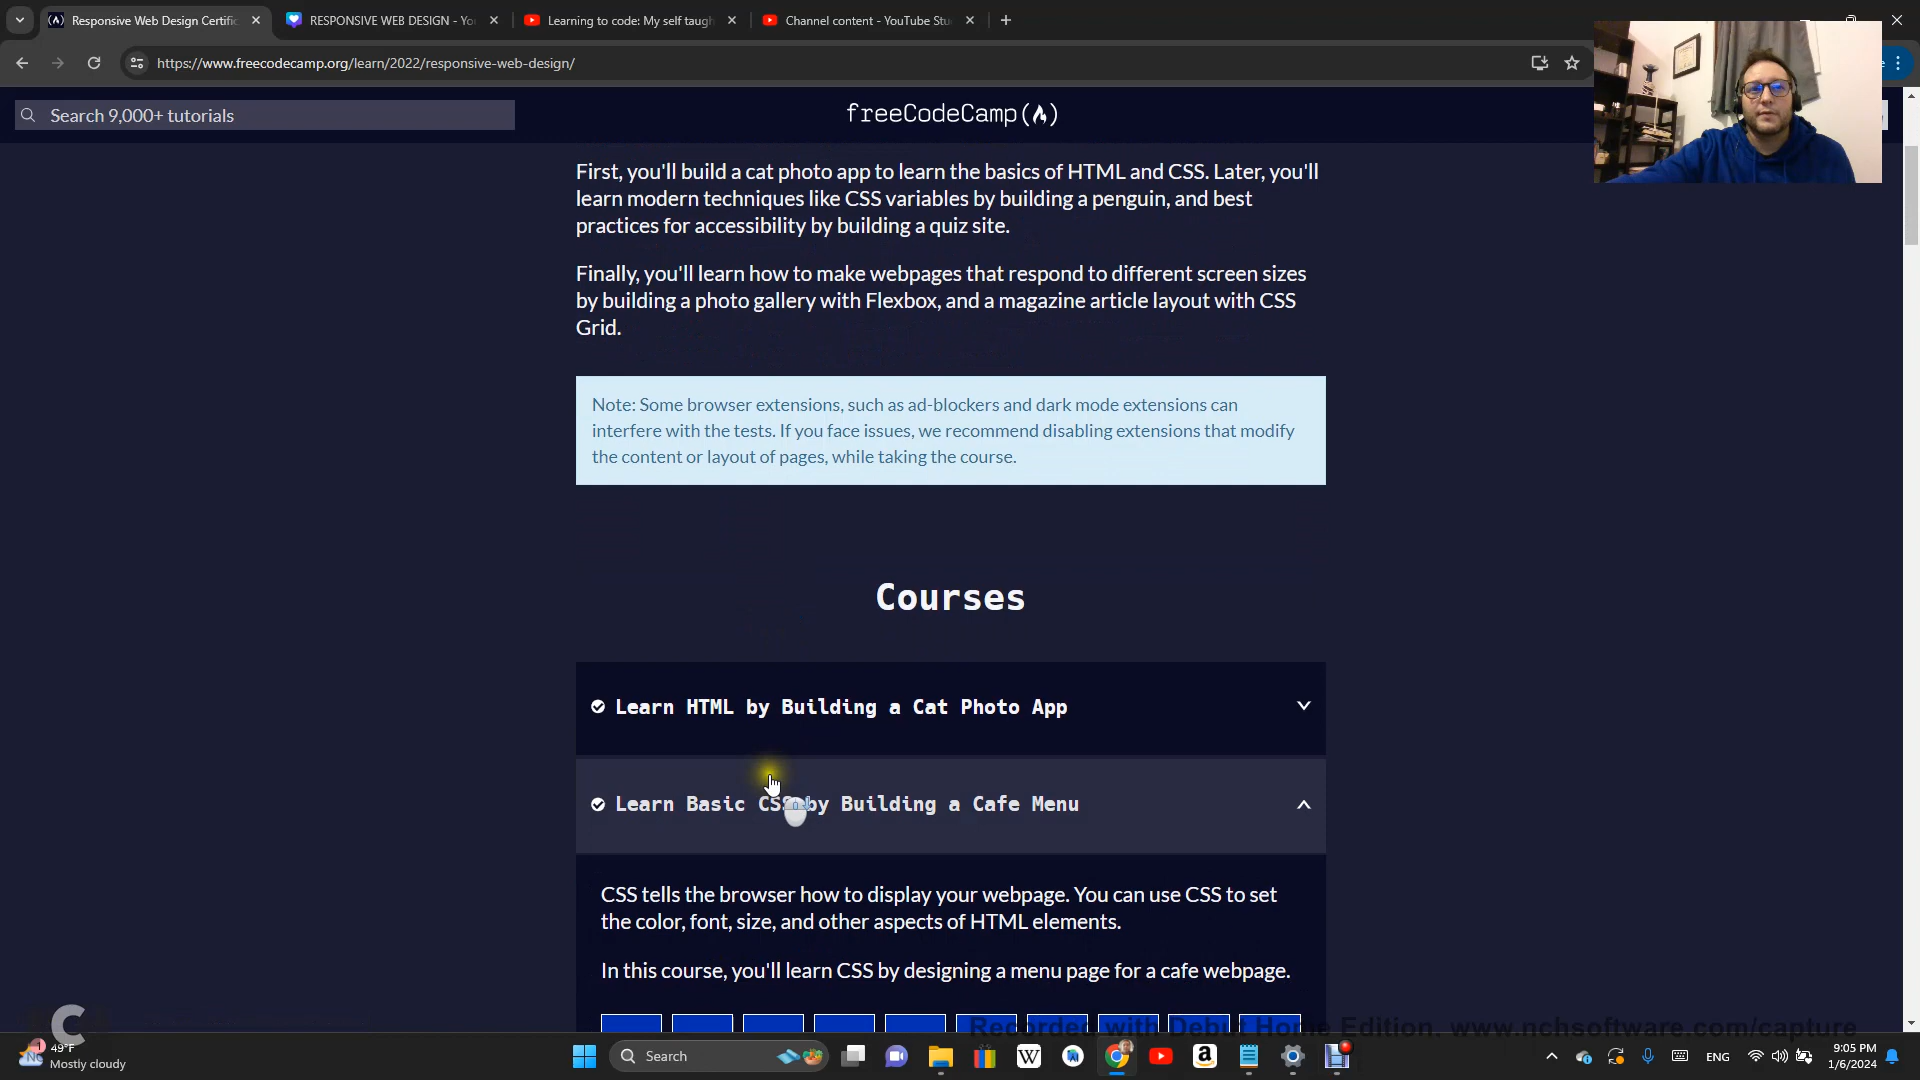 Responsive Web Design Certific
RESPONSIVE WEB DESIGN - Yo
Learning to code: My self taugh
Channel content - YouTube Stu
https://www.freecodecamp.org/learn/2022/responsive-web-design/
Search 9,000+ tutorials
freeCodeCamp
First, you'll build a cat photo app to learn the basics of HTML and CSS. Later, you'll
learn modern techniques like CSS variables by building a penguin, and best
practices for accessibility by building a quiz site.
Finally, you'll learn how to make webpages that respond to different screen sizes
by building a photo gallery with Flexbox, and a magazine article layout with CSS
Grid.
Note: Some browser extensions, such as ad-blockers and dark mode extensions can
interfere with the tests. If you face issues, we recommend disabling extensions that modify
the content or layout of pages, while taking the course.
Courses
Learn HTML by Building a Cat Photo App
Learn Basic CSS by Building a Cafe Menu
CSS tells the browser how to display your webpage. You can use CSS to set
the color, font, size, and other aspects of HTML elements.
In this course, you'll learn CSS by designing a menu page for a cafe webpage.
C
Recorded with Debut Home Edition. www.nchsoftware.com/capture
49°F
Mostly cloudy
Search
ENG
9:05 PM
1/6/2024